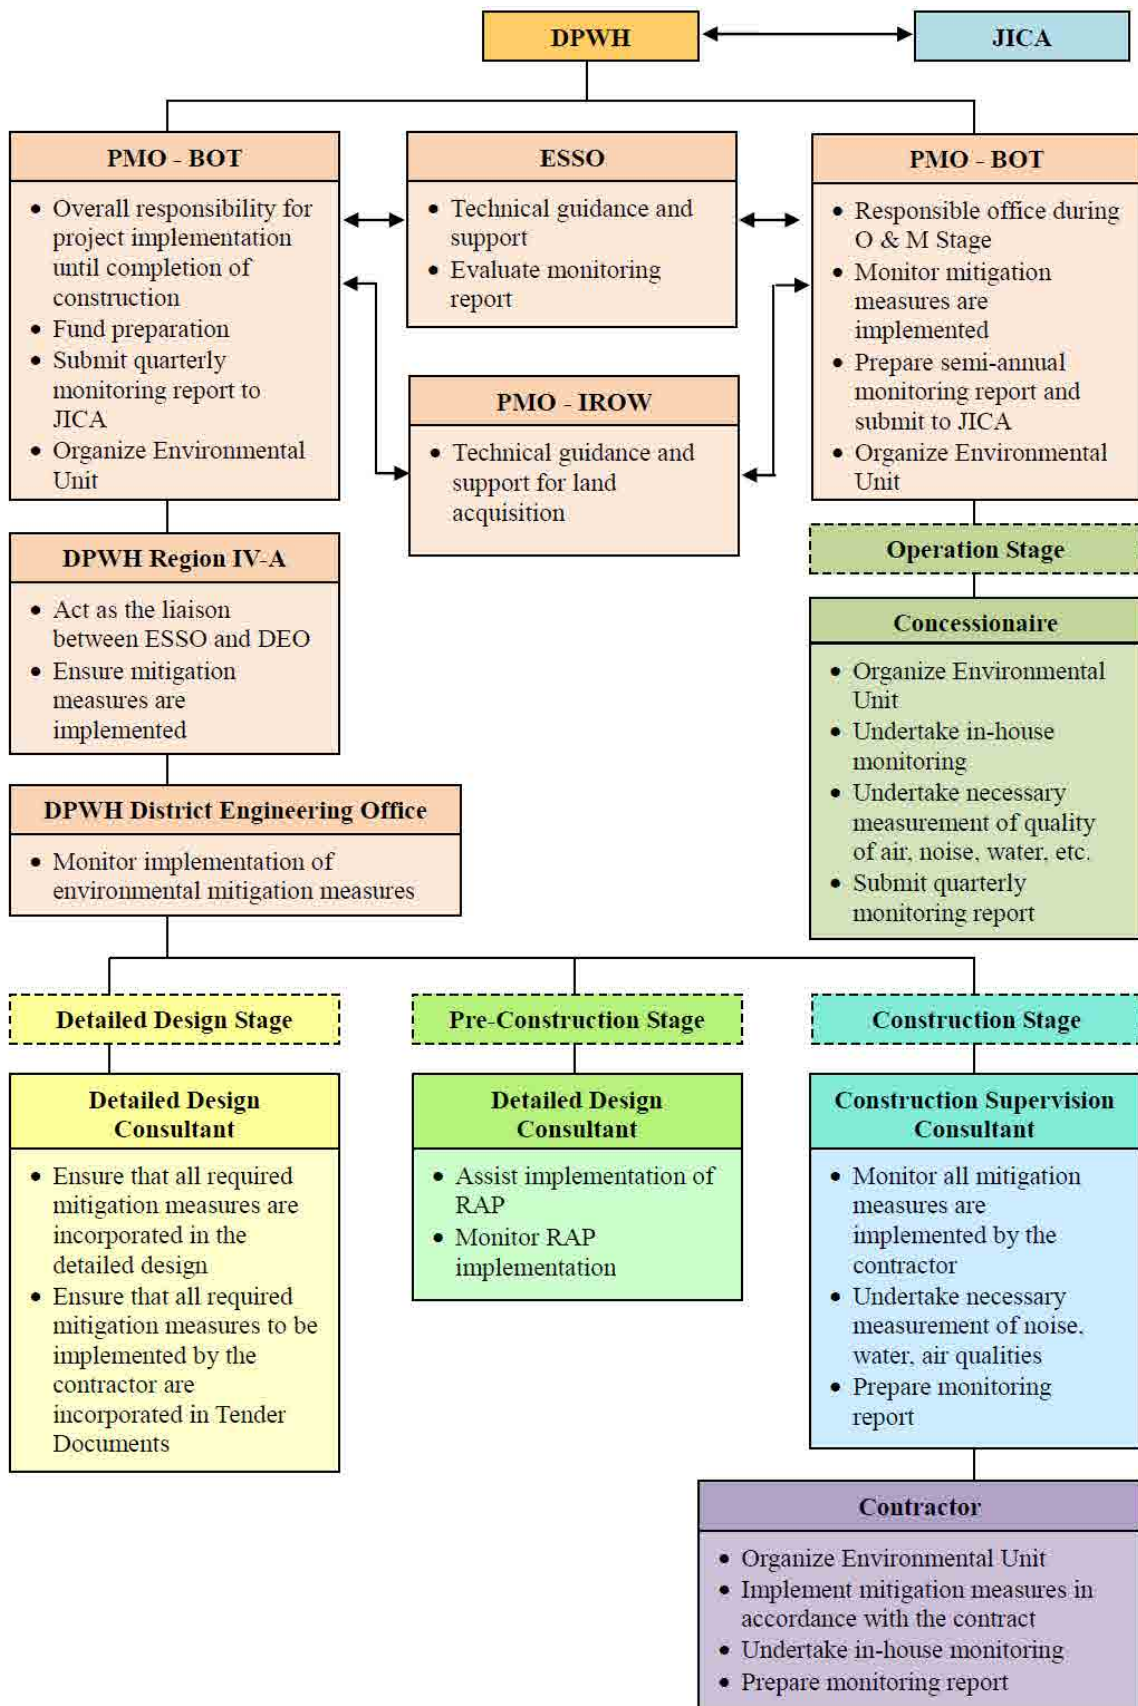 DPWH
JICA
PMO - BOT
• Overall responsibility for
project implementation
until completion of
construction
• Fund preparation
• Submit quarterly
monitoring report to
JICA
• Organize Environmental
Unit
ESSO
• Technical guidance and
support
• Evaluate monitoring
report
PMO - BOT
• Responsible office during
O & M Stage
• Monitor mitigation
measures are
implemented
• Prepare semi-annual
monitoring report and
submit to JICA
• Organize Environmental
Unit
PMO - IROW
• Technical guidance and
support for land
acquisition
DPWH Region IV-A
• Act as the liaison
between ESSO and DEO
• Ensure mitigation
measures are
implemented
Operation Stage
Concessionaire
• Organize Environmental
Unit
• Undertake in-house
monitoring
• Undertake necessary
measurement of quality
of air, noise, water, etc.
• Submit quarterly
monitoring report
DPWH District Engineering Office
• Monitor implementation of
environmental mitigation measures
Detailed Design Stage
Pre-Construction Stage
Construction Stage
Detailed Design
Consultant
• Ensure that all required
mitigation measures are
incorporated in the
detailed design
• Ensure that all required
mitigation measures to be
implemented by the
contractor are
incorporated in Tender
Documents
Detailed Design
Consultant
• Assist implementation of
RAP
• Monitor RAP
implementation
Construction Supervision
Consultant
• Monitor all mitigation
measures are
implemented by the
contractor
• Undertake necessary
measurement of noise,
water, air qualities
• Prepare monitoring
report
Contractor
• Organize Environmental Unit
• Implement mitigation measures in
accordance with the contract
• Undertake in-house monitoring
• Prepare monitoring report